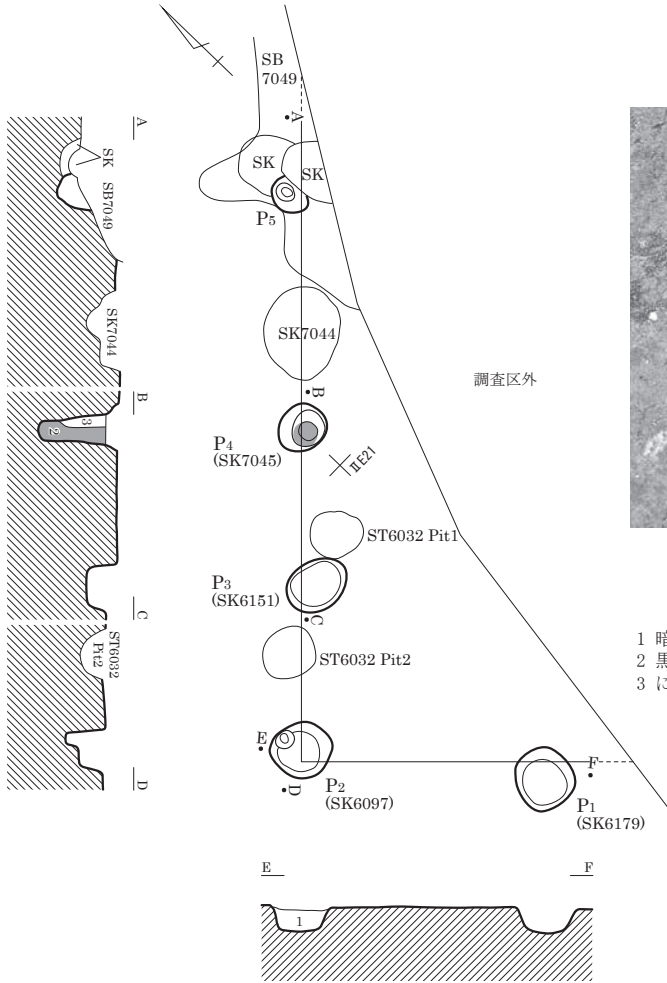 SB
7049
A
SK
SK
P5
SK7044
B
P4
(SK7045)
ⅡE21
調査区外
ST6032 Pit1
P3
(SK6151)
C
ST6032 Pit2
E
D
P2
(SK6097)
F
P1
(SK6179)
A
SK
SB7049
SK7044
B
3
2
C
ST6032
Pit2
D
E
F
1
1 暗
2 黒
3 に